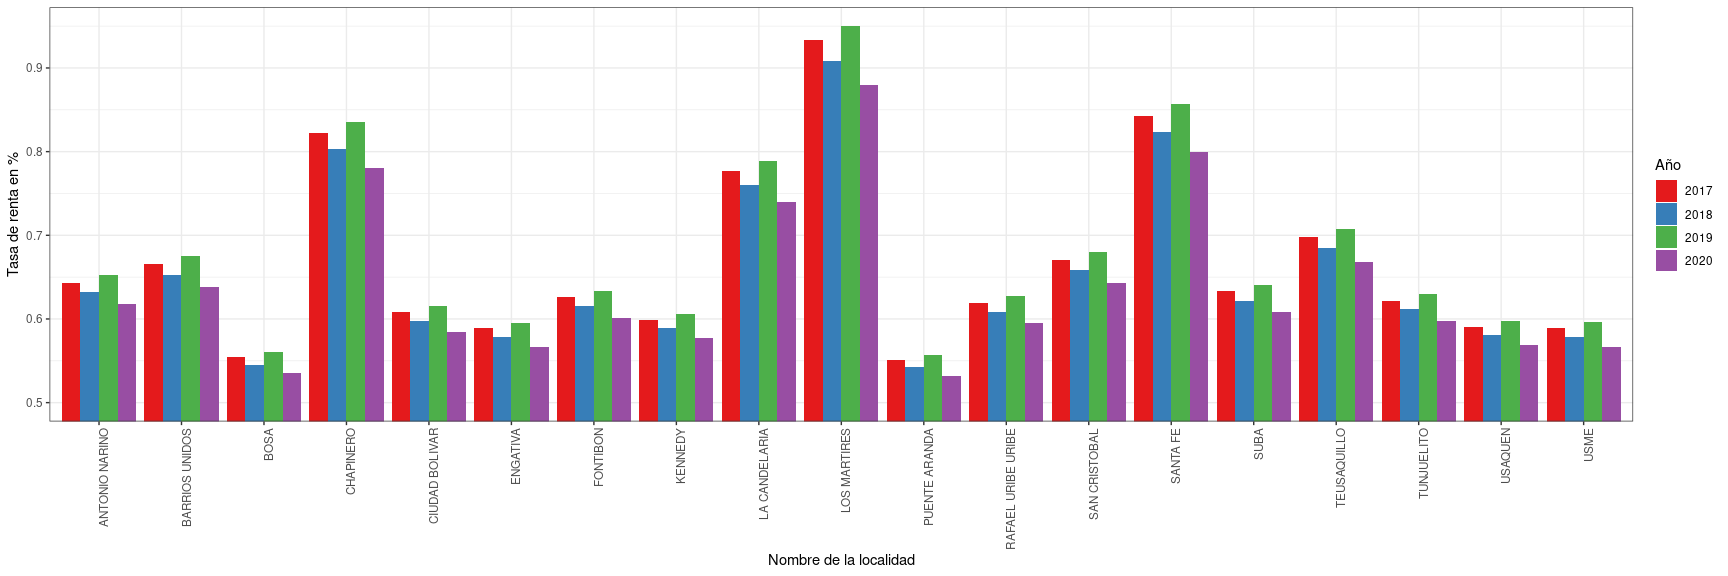 Tasa de renta en %
0.9
0.8
0.7
0.6
0.5
ANTONIO NARINO
BARRIOS UNIDOS
BOSA
CHAPINERO
CIUDAD BOLIVAR
ENGATIVA
FONTIBON
KENNEDY
LA CANDELARIA
LOS MARTIRES
PUENTE ARANDA
RAFAEL URIBE URIBE
SAN CRISTOBAL
SANTA FE
SUBA
TEUSAQUILLO
TUNJUELITO
USAQUEN
USME
Nombre de la localidad
Año
2017
2018
2019
2020